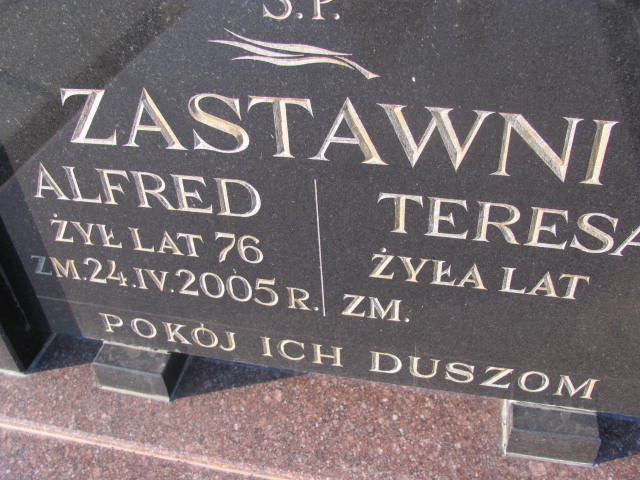 Ś.P.
ZASTAWNI
ALFRED
ŻYŁ LAT 76
ZM. 24.IV.2005 R.
TERESA
ŻYŁA LAT
ZM.
POKÓJ ICH DUSZOM